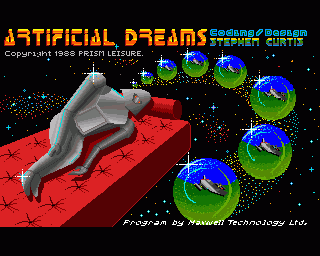 ARTIFICIAL DREAMS
Coding/Design
STEPHEN CURTIS
Copyright 1988 PRISM LEISURE.
Program by Maxwell Technology Ltd.